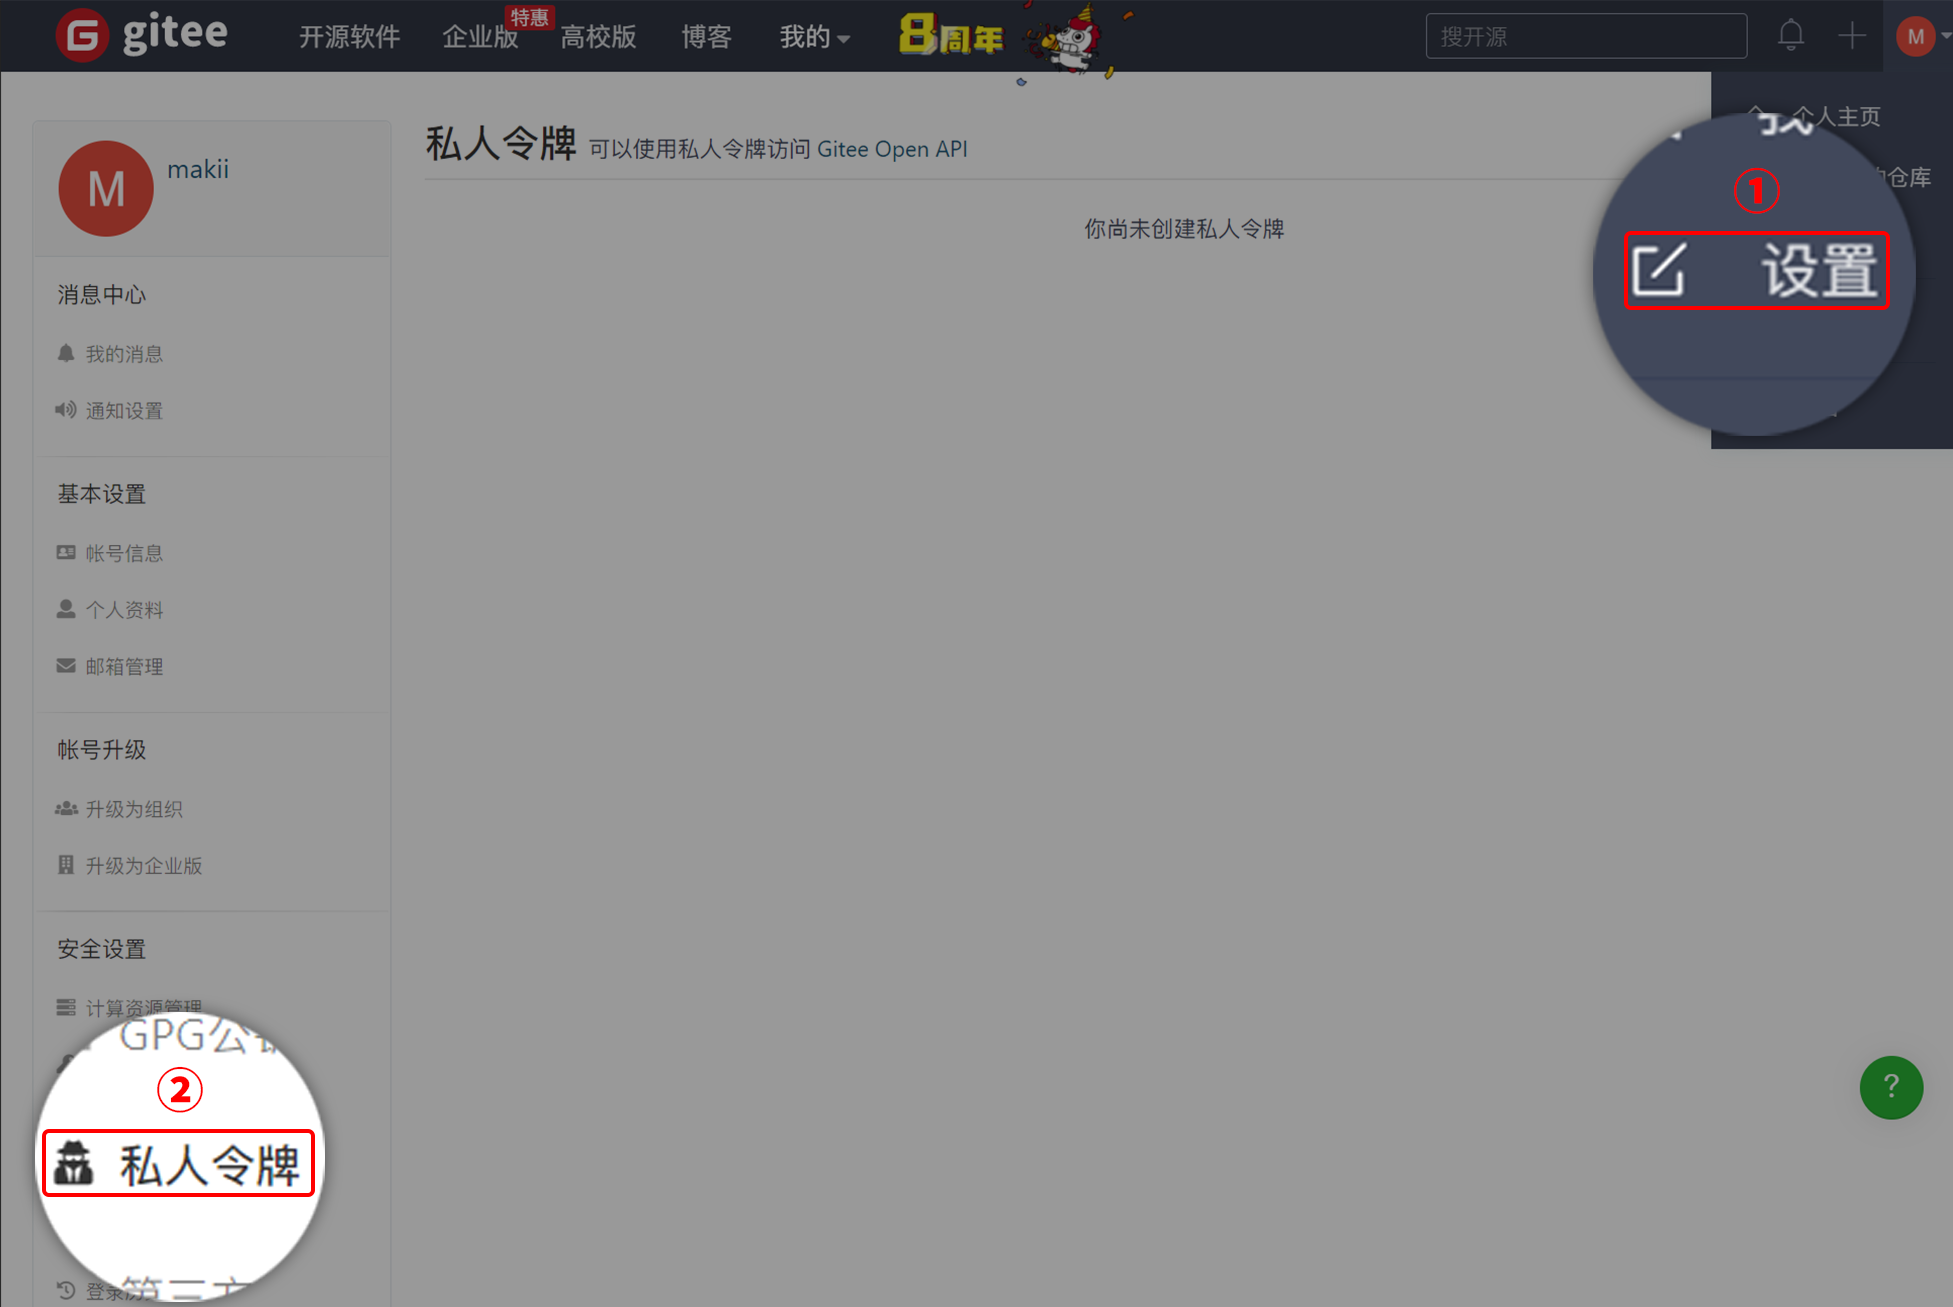 gitee 开源软件 企业版 特惠 高校版 博客 我的 8周年 搜开源 M
个人主页
仓库
①
设置
M makii
私人令牌 可以使用私人令牌访问 Gitee Open API
你尚未创建私人令牌
消息中心
我的消息
通知设置
基本设置
帐号信息
个人资料
邮箱管理
帐号升级
升级为组织
升级为企业版
安全设置
计算资源管理
GPG公
②
私人令牌
第三方
登录
?